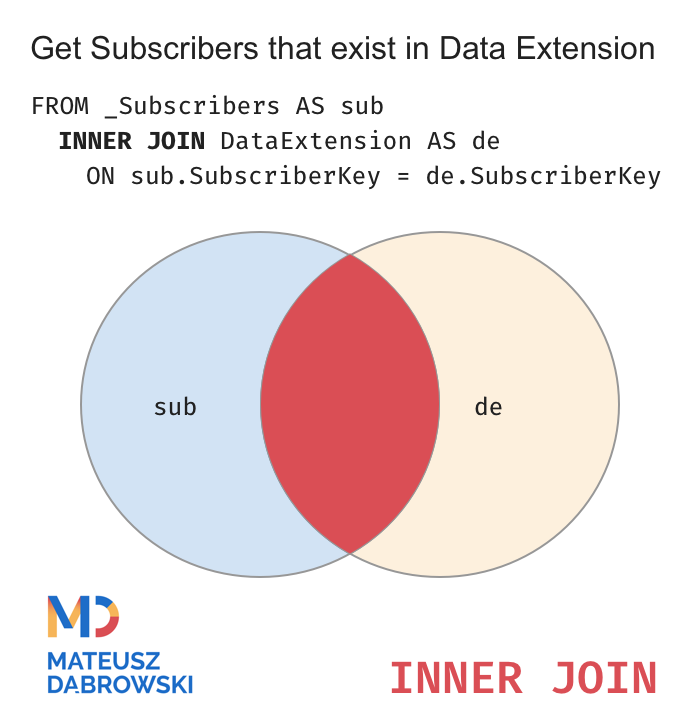 Get Subscribers that exist in Data Extension
FROM _Subscribers AS sub
INNER JOIN DataExtension AS de
ON sub.SubscriberKey = de.SubscriberKey
sub
de
MD
MATEUSZ
DĄBROWSKI
INNER JOIN